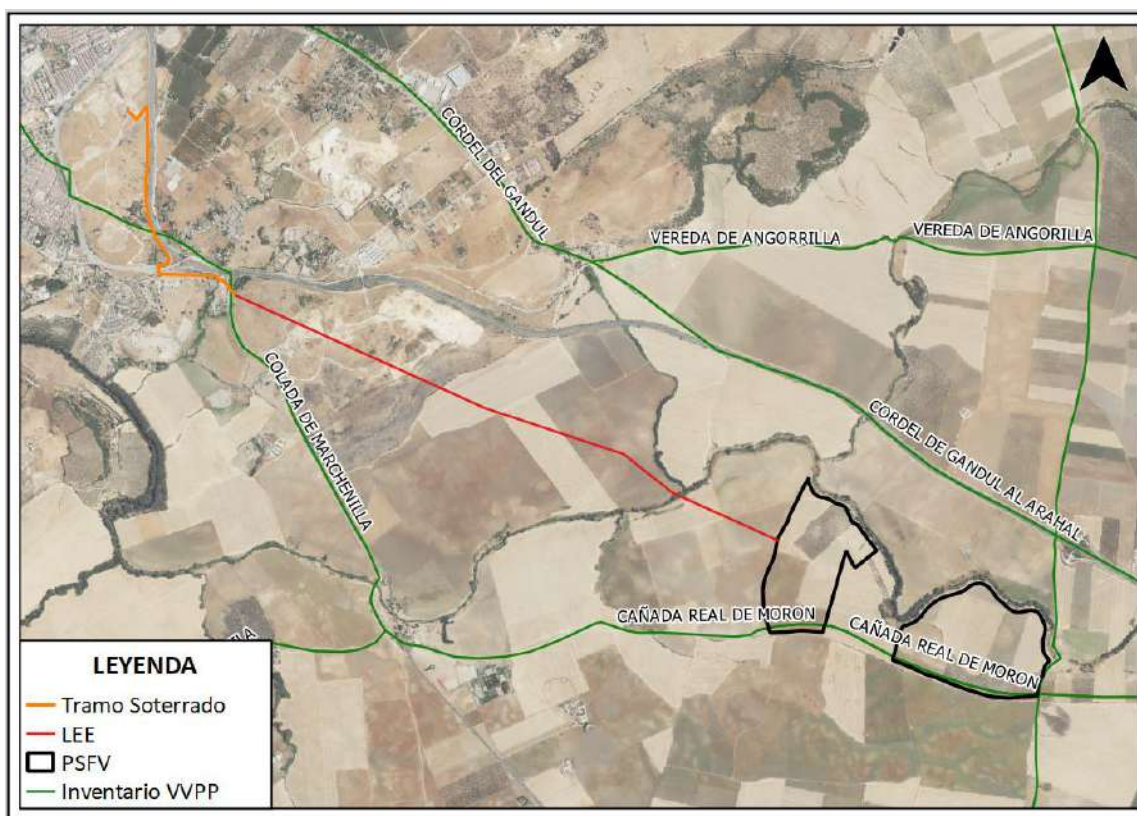 CORDEL DEL GANDUL
VEREDA DE ANGORRILLA
VEREDA DE ANGORILLA
COLADA DE MARCHENILLA
CORDEL DE GANDUL AL ARAHAL
CAÑADA REAL DE MORON
CAÑADA REAL DE MORON
LEYENDA
Tramo Soterrado
LEE
PSFV
Inventario VVPP